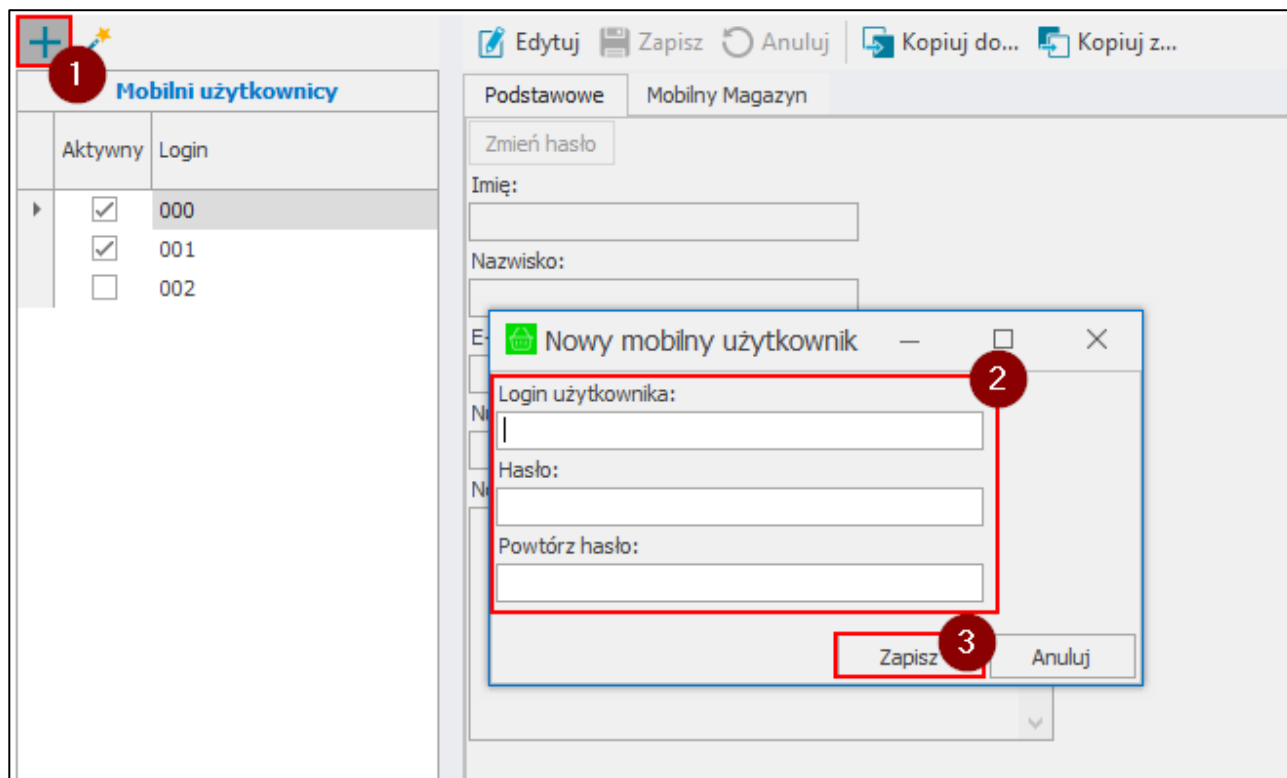 Edytuj Zapisz Anuluj Kopiuj do... Kopiuj z...
1
Mobilni użytkownicy
Podstawowe Mobilny Magazyn
Aktywny Login
Zmień hasło
Imię:
000
001
Nazwisko:
002
E-
Nowy mobilny użytkownik
2
Login użytkownika:
Hasło:
Powtórz hasło:
Zapisz 3 Anuluj